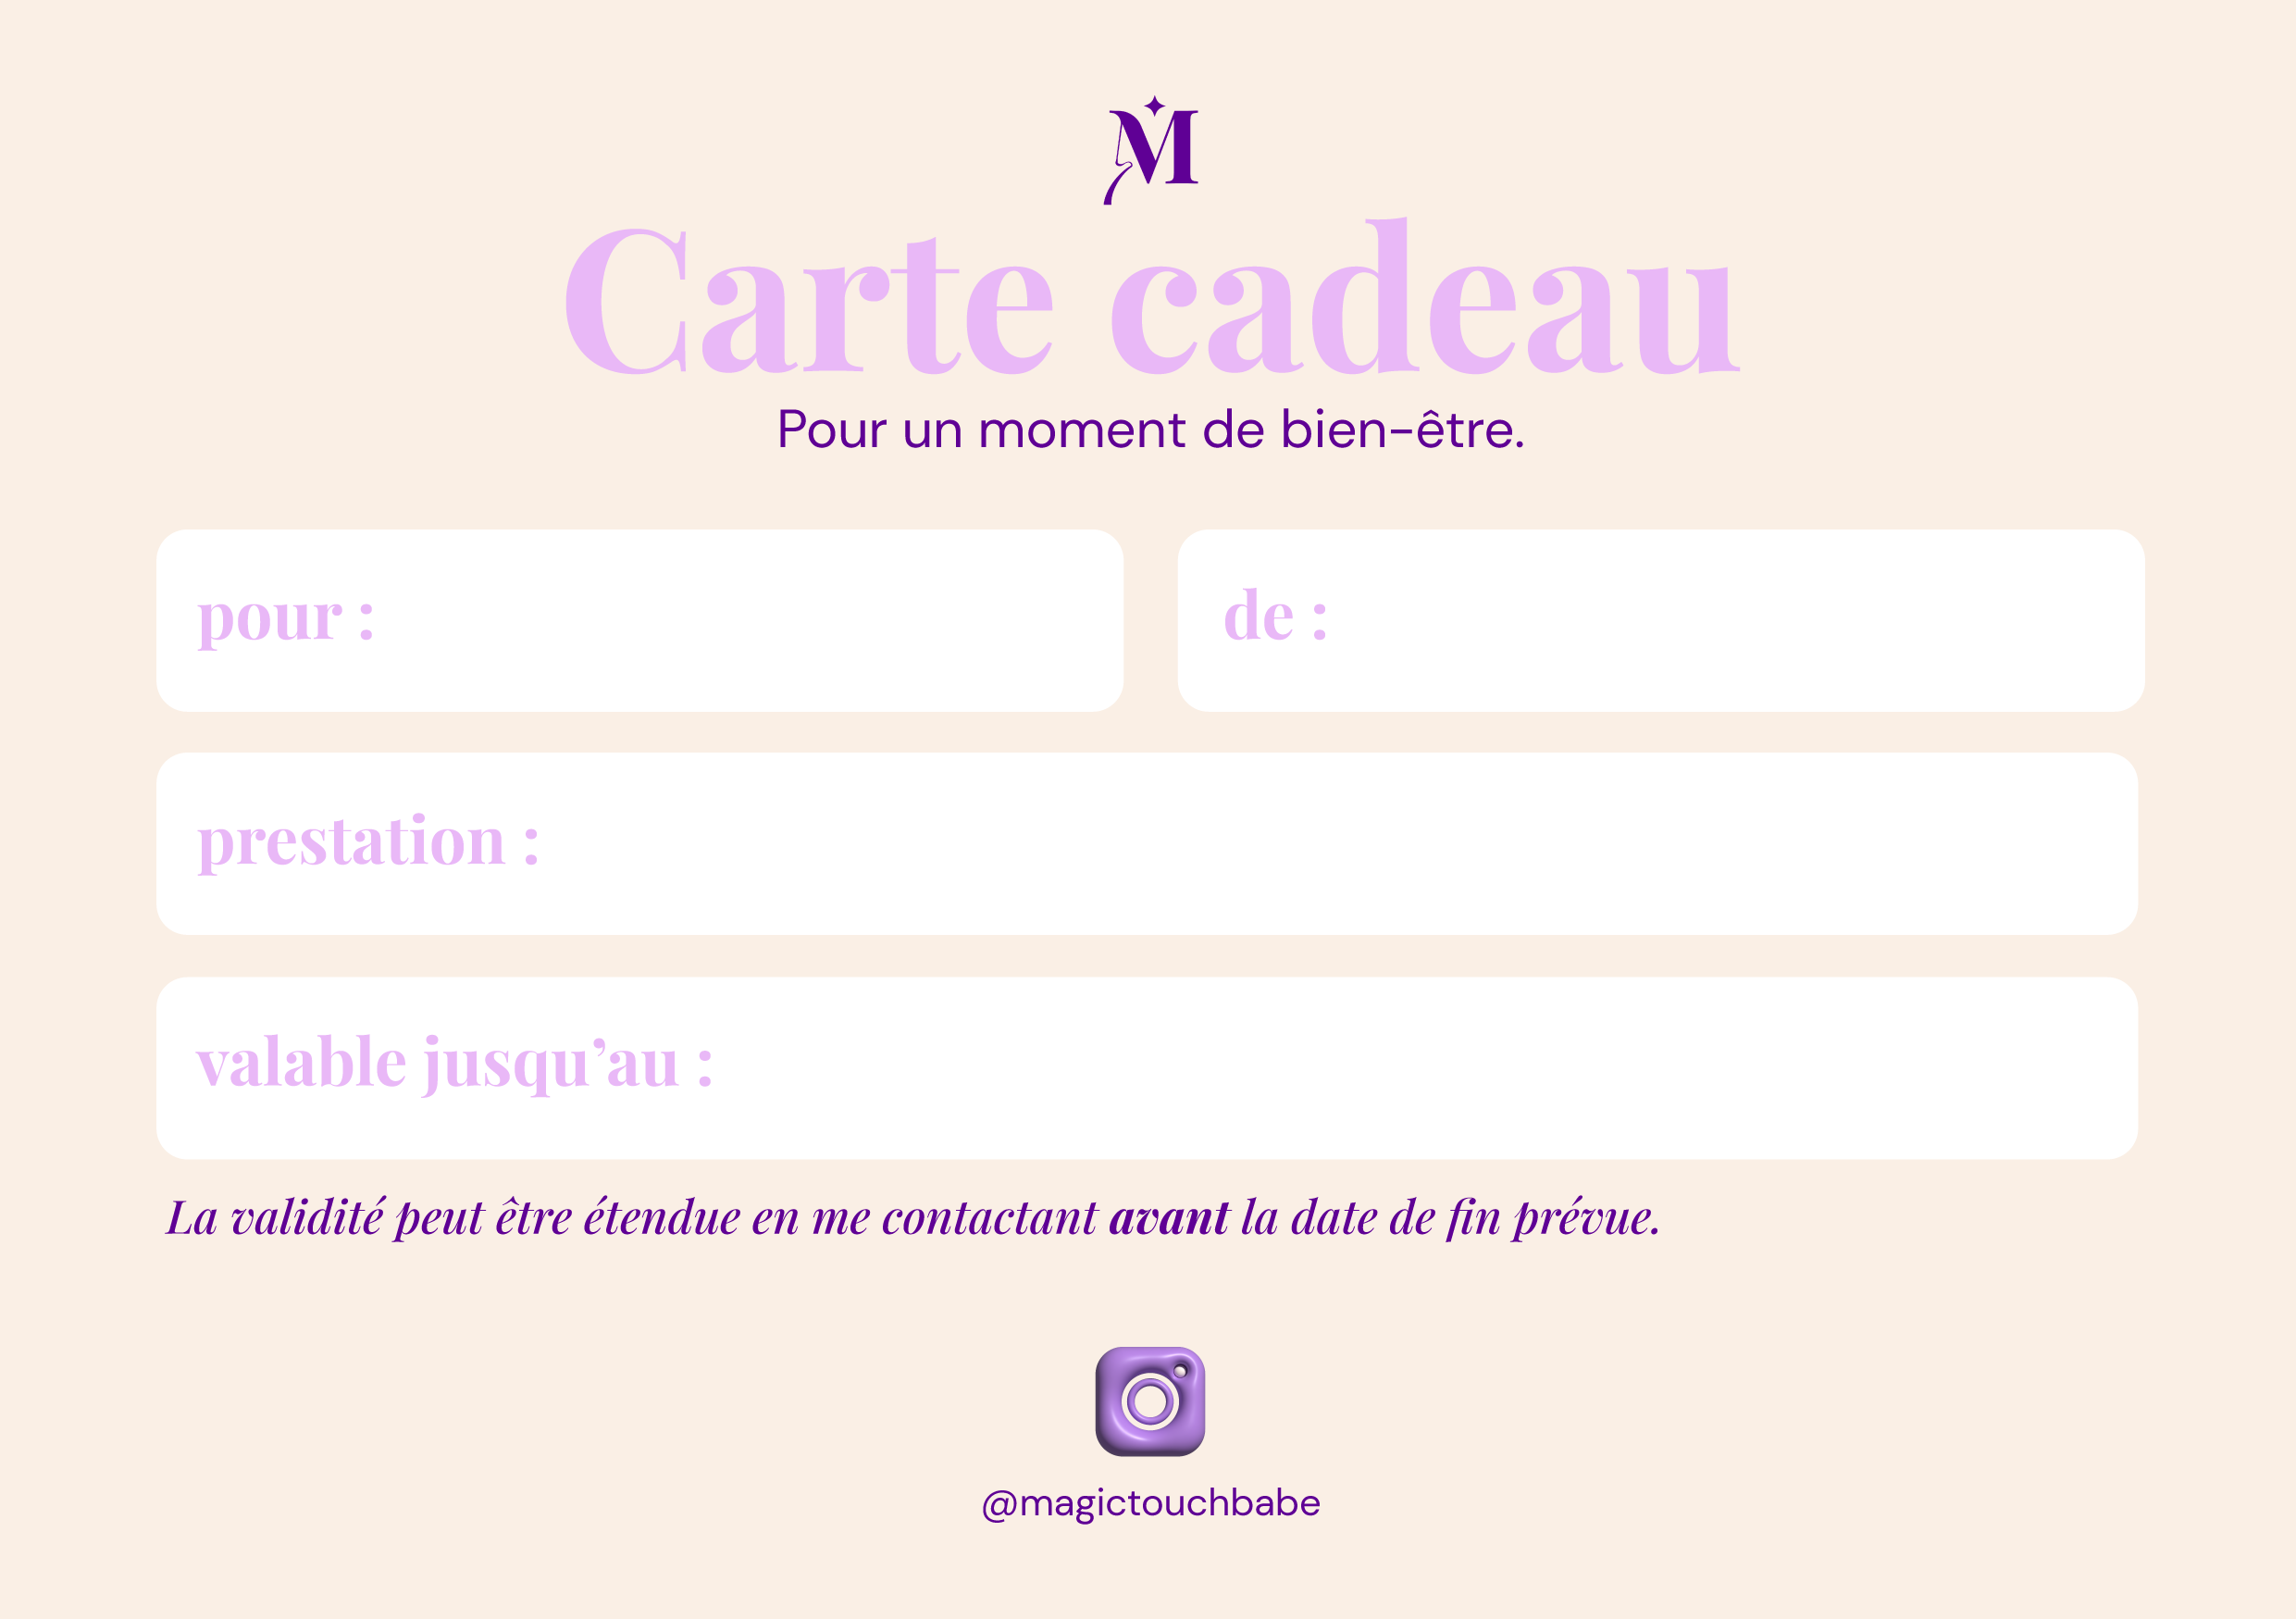 M
Carte cadeau
Pour un moment de bien-être.
pour :
de :
prestation :
valable jusqu’au :
La validité peut être étendue en me contactant avant la date de fin prévue.
@magictouchbabe